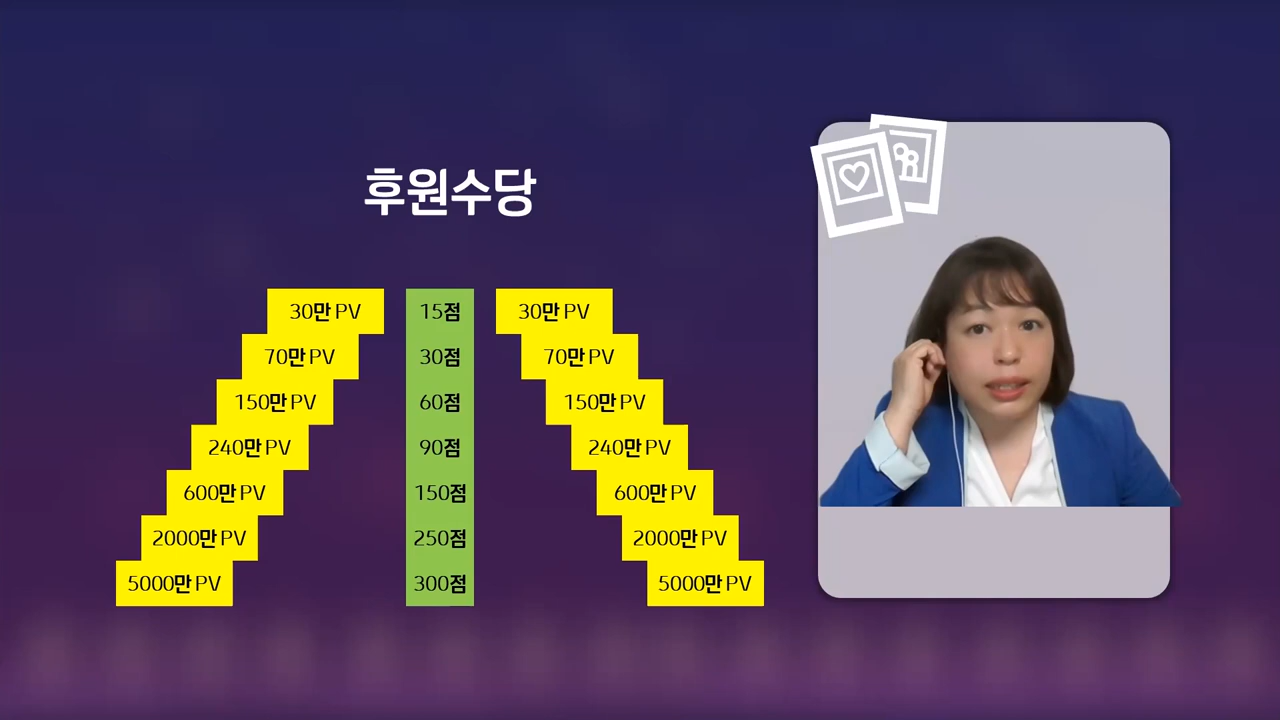 후원수당
30만 PV 15점 30만 PV
70만 PV 30점 70만 PV
150만 PV 60점 150만 PV
240만 PV 90점 240만 PV
600만 PV 150점 600만 PV
2000만 PV 250점 2000만 PV
5000만 PV 300점 5000만 PV